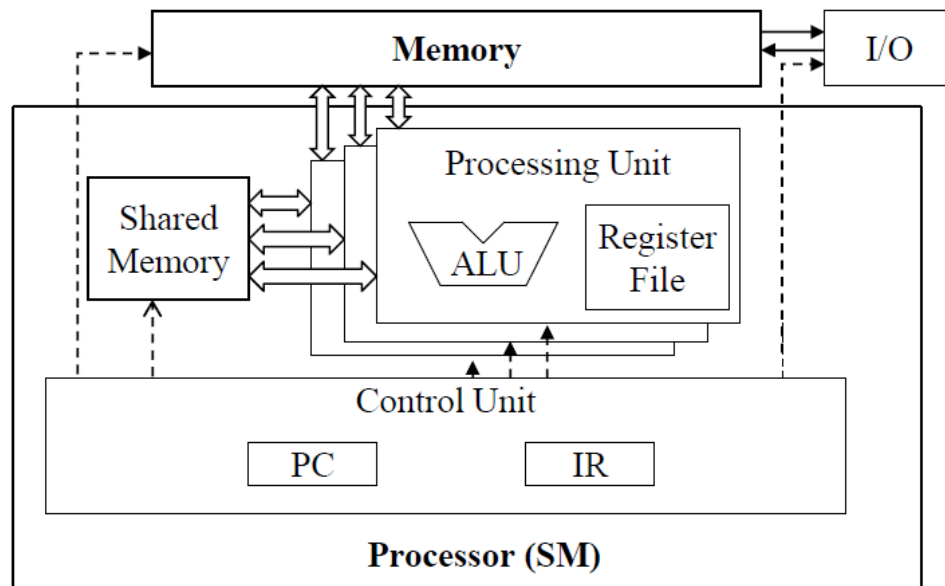 Memory
I/O
Processing Unit
Shared
Memory
ALU
Register
File
Control Unit
PC
IR
Processor (SM)